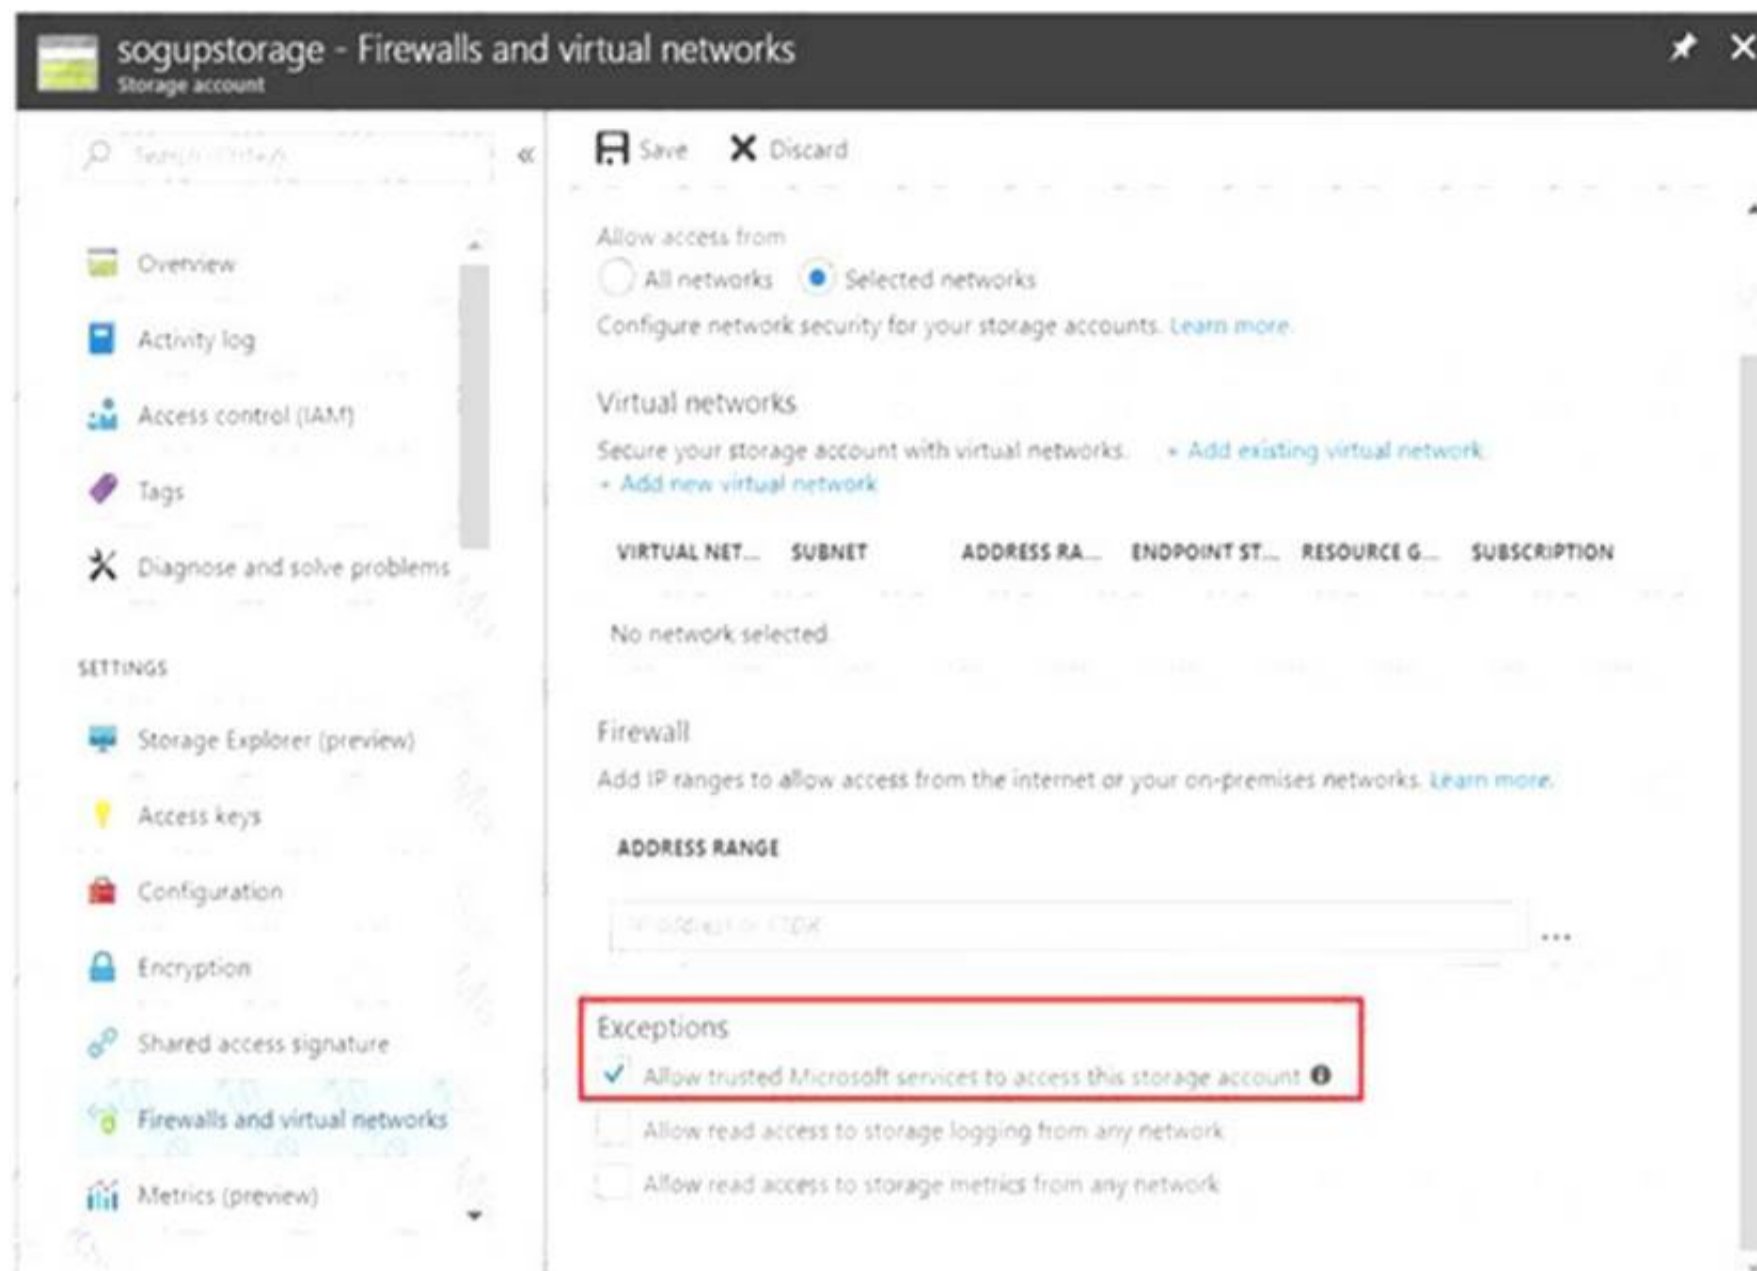 sogupstorage - Firewalls and virtual networks
Storage account
«
Save
Discard
Overview
Activity log
Access control (IAM)
Tags
Diagnose and solve problems
SETTINGS
Storage Explorer (preview)
Access keys
Configuration
Encryption
Shared access signature
Firewalls and virtual networks
Metrics (preview)
Allow access from
All networks Selected networks
Configure network security for your storage accounts. Learn more.
Virtual networks
Secure your storage account with virtual networks. + Add existing virtual network
+ Add new virtual network
VIRTUAL NET... SUBNET ADDRESS RA... ENDPOINT ST... RESOURCE G... SUBSCRIPTION
No network selected.
Firewall
Add IP ranges to allow access from the internet or your on-premises networks. Learn more.
ADDRESS RANGE
...
Exceptions
Allow trusted Microsoft services to access this storage account
Allow read access to storage logging from any network
Allow read access to storage metrics from any network